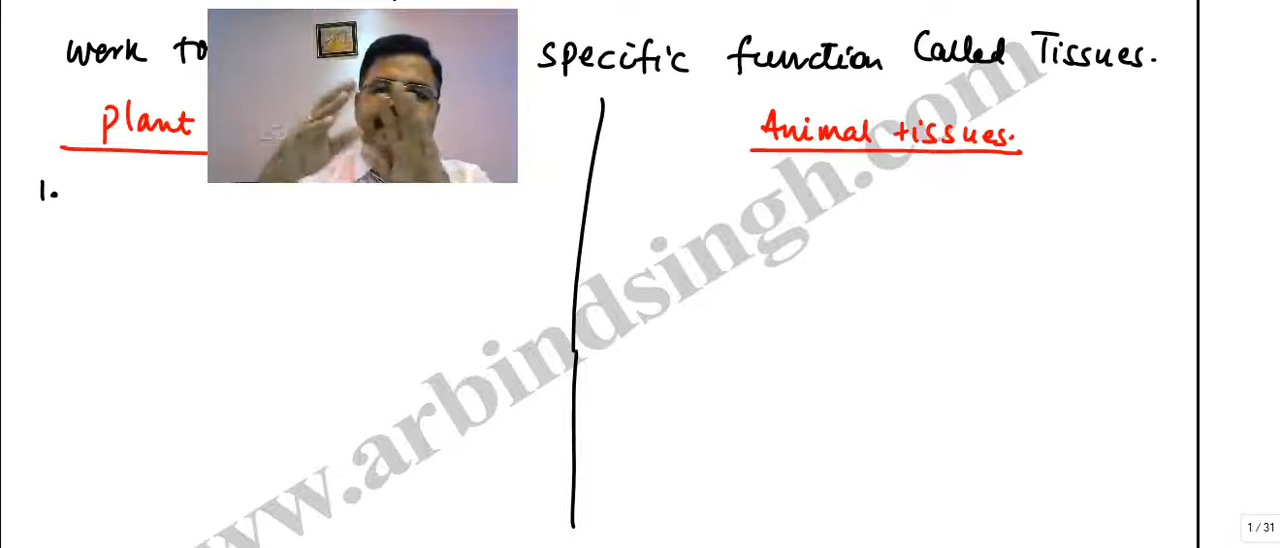 work to specific function Called Tissues.
Plant
Animal tissues.
1.
www.arbindsingh.com
1 / 31